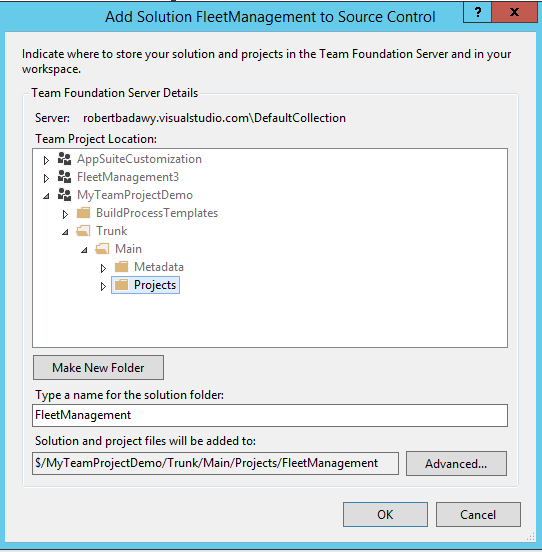 Add Solution FleetManagement to Source Control
?
x
Indicate where to store your solution and projects in the Team Foundation Server and in your
workspace.
Team Foundation Server Details
Server: robertbadawy.visualstudio.com\DefaultCollection
Team Project Location:
AppSuiteCustomization
FleetManagement3
MyTeamProjectDemo
BuildProcessTemplates
Trunk
Main
Metadata
Projects
Make New Folder
Type a name for the solution folder:
FleetManagement
Solution and project files will be added to:
$/MyTeamProjectDemo/Trunk/Main/Projects/FleetManagement
Advanced...
OK
Cancel